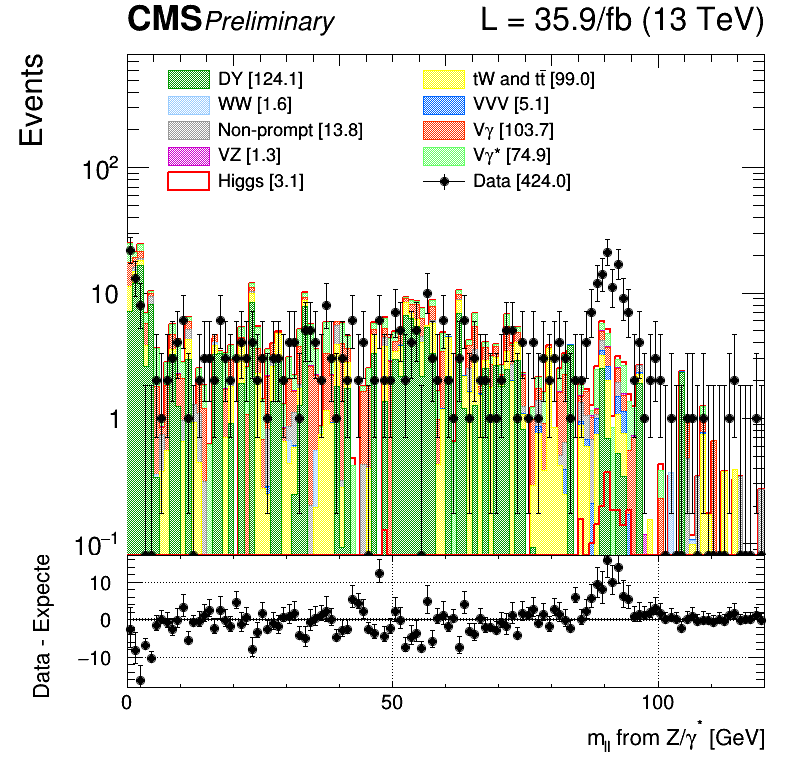 CMS Preliminary L = 35.9/fb (13 TeV)
Events
DY [124.1]
WW [1.6]
Non-prompt [13.8]
VZ [1.3]
Higgs [3.1]
tW and tt̄ [99.0]
VVV [5.1]
Vγ [103.7]
Vγ* [74.9]
Data [424.0]
10²
10
1
10⁻¹
Data - Expecte
10
0
−10
0 50 100
m_ll from Z/γ* [GeV]